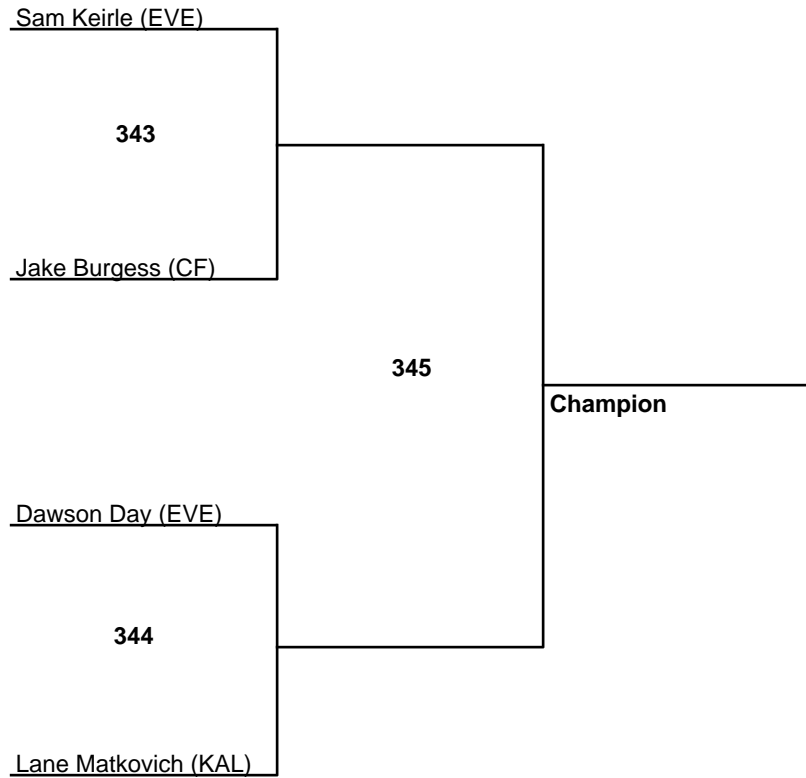 Sam Keirle (EVE)
343
Jake Burgess (CF)
345
Champion
Dawson Day (EVE)
344
Lane Matkovich (KAL)